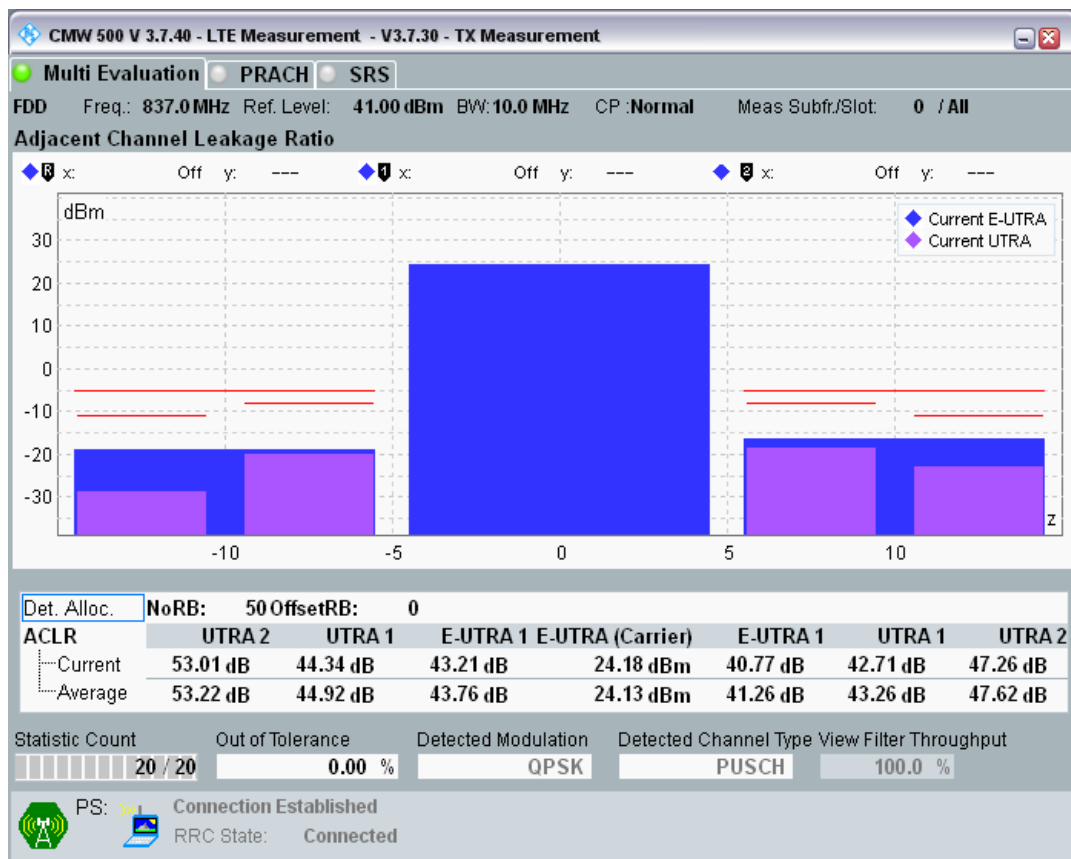 CMW 500 V 3.7.40 - LTE Measurement - V3.7.30 - TX Measurement
Multi Evaluation PRACH SRS
FDD Freq.: 837.0 MHz Ref. Level: 41.00 dBm BW: 10.0 MHz CP :Normal Meas Subfr./Slot: 0 / All
Adjacent Channel Leakage Ratio
R x: Off y: --- 1 x: Off y: --- 2 x: Off y: ---
dBm
Current E-UTRA
Current UTRA
30
20
10
0
-10
-20
-30
z
-10 -5 0 5 10
Det. Alloc. NoRB: 50 OffsetRB: 0
ACLR UTRA 2 UTRA 1 E-UTRA 1 E-UTRA (Carrier) E-UTRA 1 UTRA 1 UTRA 2
Current 53.01 dB 44.34 dB 43.21 dB 24.18 dBm 40.77 dB 42.71 dB 47.26 dB
Average 53.22 dB 44.92 dB 43.76 dB 24.13 dBm 41.26 dB 43.26 dB 47.62 dB
Statistic Count Out of Tolerance Detected Modulation Detected Channel Type View Filter Throughput
20 / 20 0.00 % QPSK PUSCH 100.0 %
PS: Connection Established
RRC State: Connected